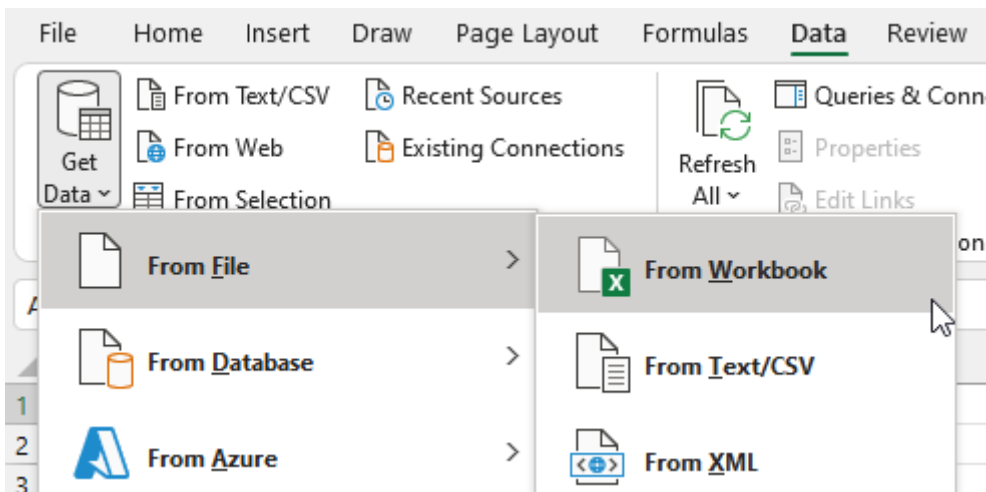 File Home Insert Draw Page Layout Formulas Data Review
From Text/CSV Recent Sources
From Web Existing Connections
From Selection
Get
Data
Refresh
All
Queries &
Properties
Edit Links
From File
From Database
From Azure
From Workbook
From Text/CSV
From XML
1
2
3